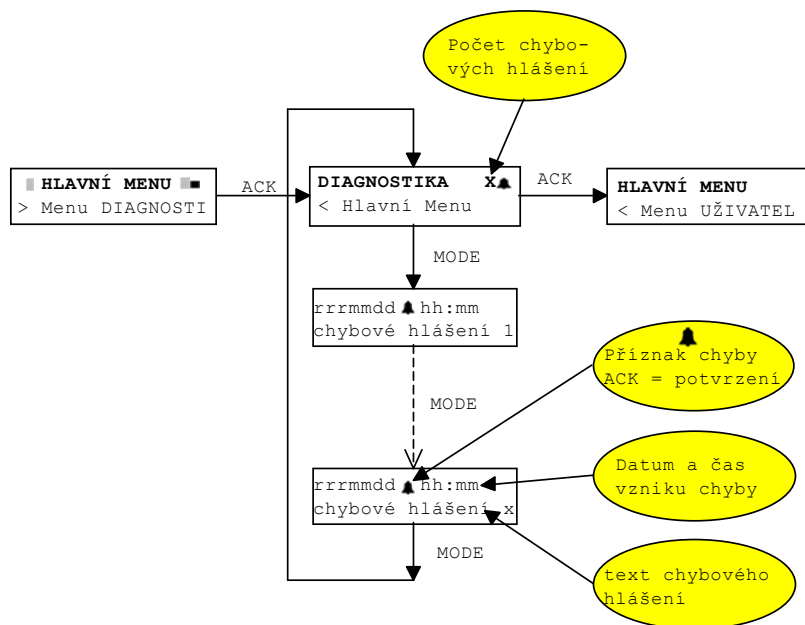 Počet chybo-
vých hlášení
HLAVNÍ MENU
> Menu DIAGNOSTI
ACK
DIAGNOSTIKA X
< Hlavní Menu
ACK
HLAVNÍ MENU
< Menu UŽIVATEL
MODE
rrrmmdd hh:mm
chybové hlášení 1
Příznak chyby
ACK = potvrzení
MODE
rrrmmdd hh:mm
chybové hlášení x
Datum a čas
vzniku chyby
MODE
text chybového
hlášení